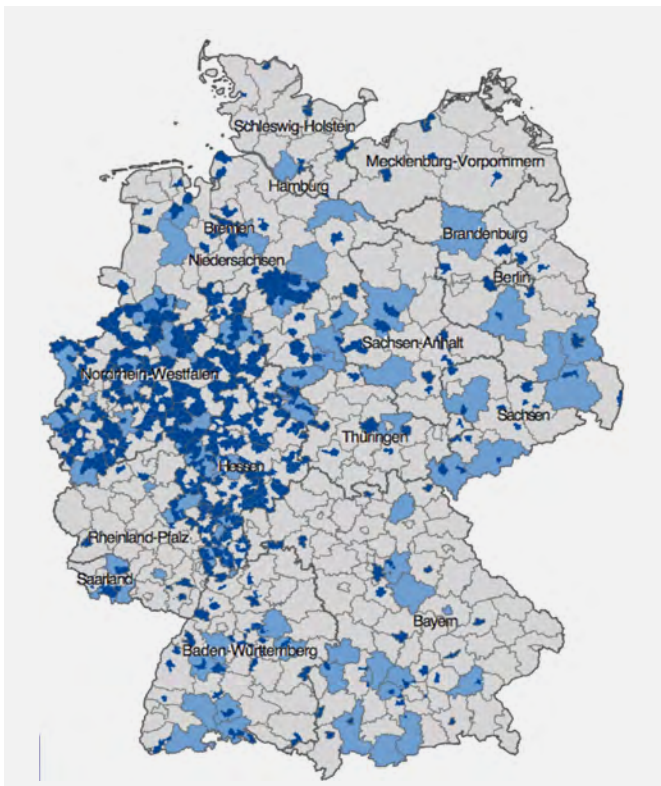 Schleswig-Holstein
Mecklenburg-Vorpommern
Hamburg
Bremen
Brandenburg
Niedersachsen
Berlin
Sachsen-Anhalt
Nordrhein-Westfalen
Sachsen
Thüringen
Hessen
Rheinland-Pfalz
Saarland
Bayern
Baden-Württemberg